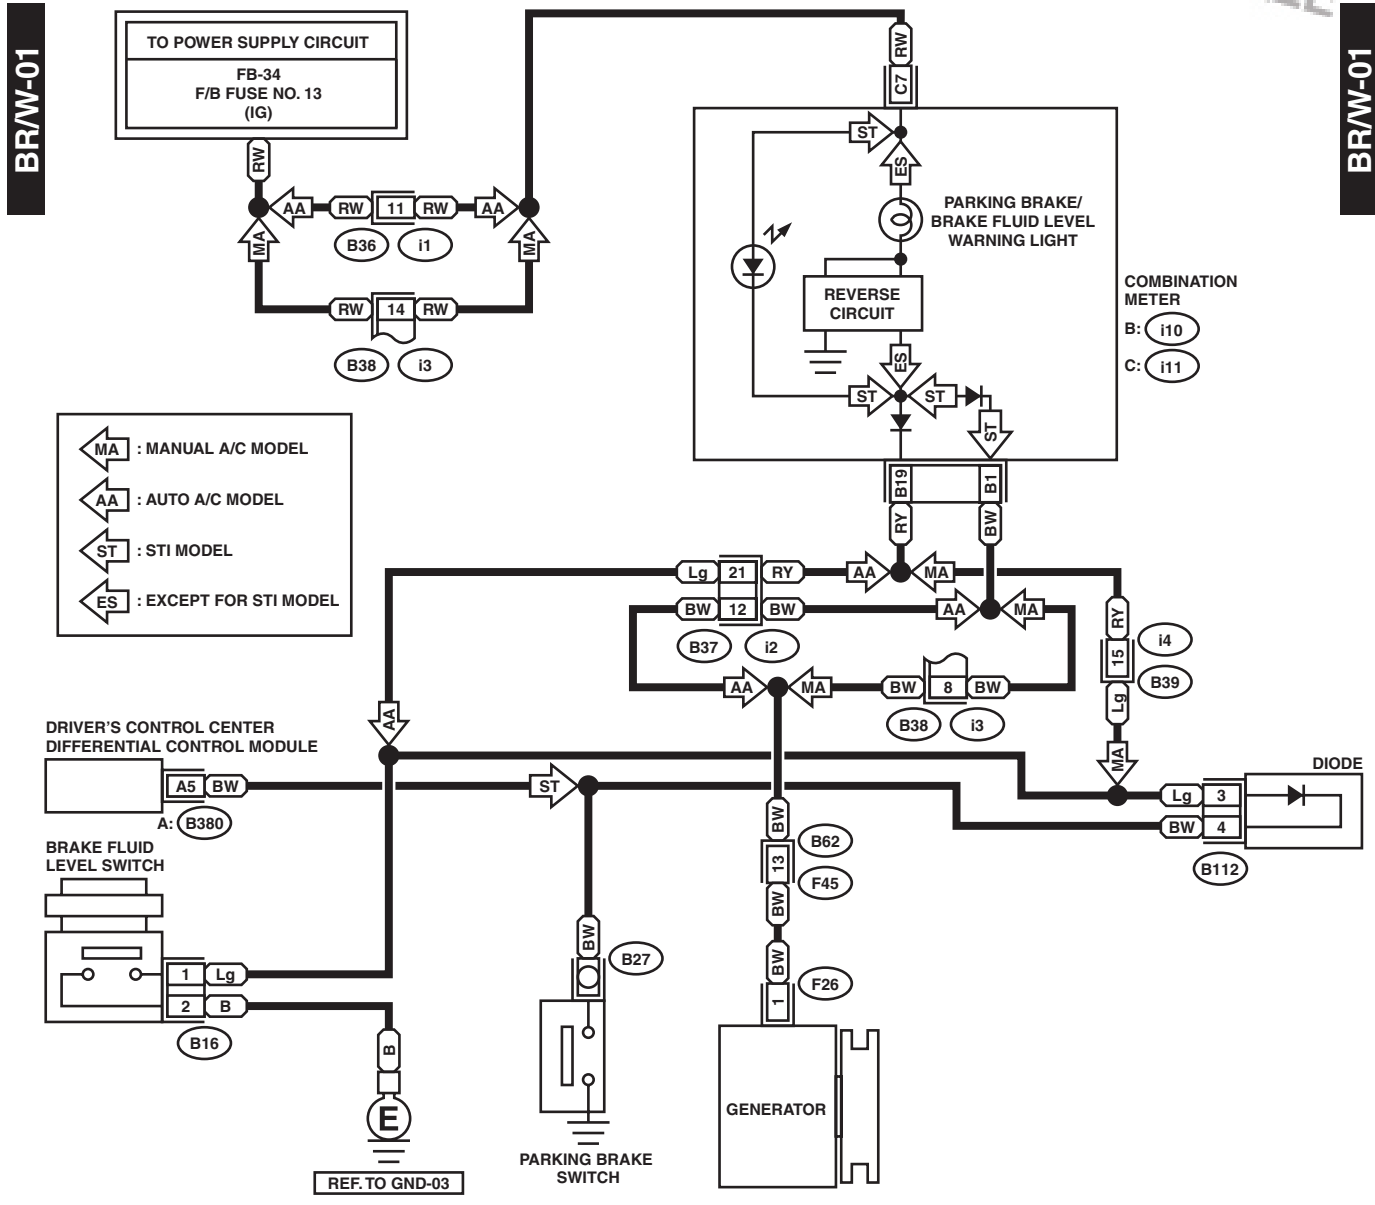 BR/W-01
BR/W-01
TO POWER SUPPLY CIRCUIT
FB-34
F/B FUSE NO. 13
(IG)
RW
RW
C7
AA
RW
11
RW
AA
B36
i1
MA
MA
RW
14
RW
B38
i3
ST
ES
PARKING BRAKE/
BRAKE FLUID LEVEL
WARNING LIGHT
REVERSE
CIRCUIT
ES
ST
ST
ST
COMBINATION
METER
B: i10
C: i11
MA : MANUAL A/C MODEL
AA : AUTO A/C MODEL
ST : STI MODEL
ES : EXCEPT FOR STI MODEL
B19
B1
RY
BW
Lg
21
RY
AA
MA
BW
12
BW
AA
MA
B37
i2
RY
15
Lg
i4
B39
MA
AA
MA
BW
8
BW
B38
i3
AA
DRIVER'S CONTROL CENTER
DIFFERENTIAL CONTROL MODULE
A5
BW
A: B380
ST
DIODE
Lg
3
BW
4
B112
BW
13
BW
B62
F45
BRAKE FLUID
LEVEL SWITCH
1
Lg
2
B
B16
B
E
REF. TO GND-03
BW
B27
PARKING BRAKE
SWITCH
BW
1
F26
GENERATOR